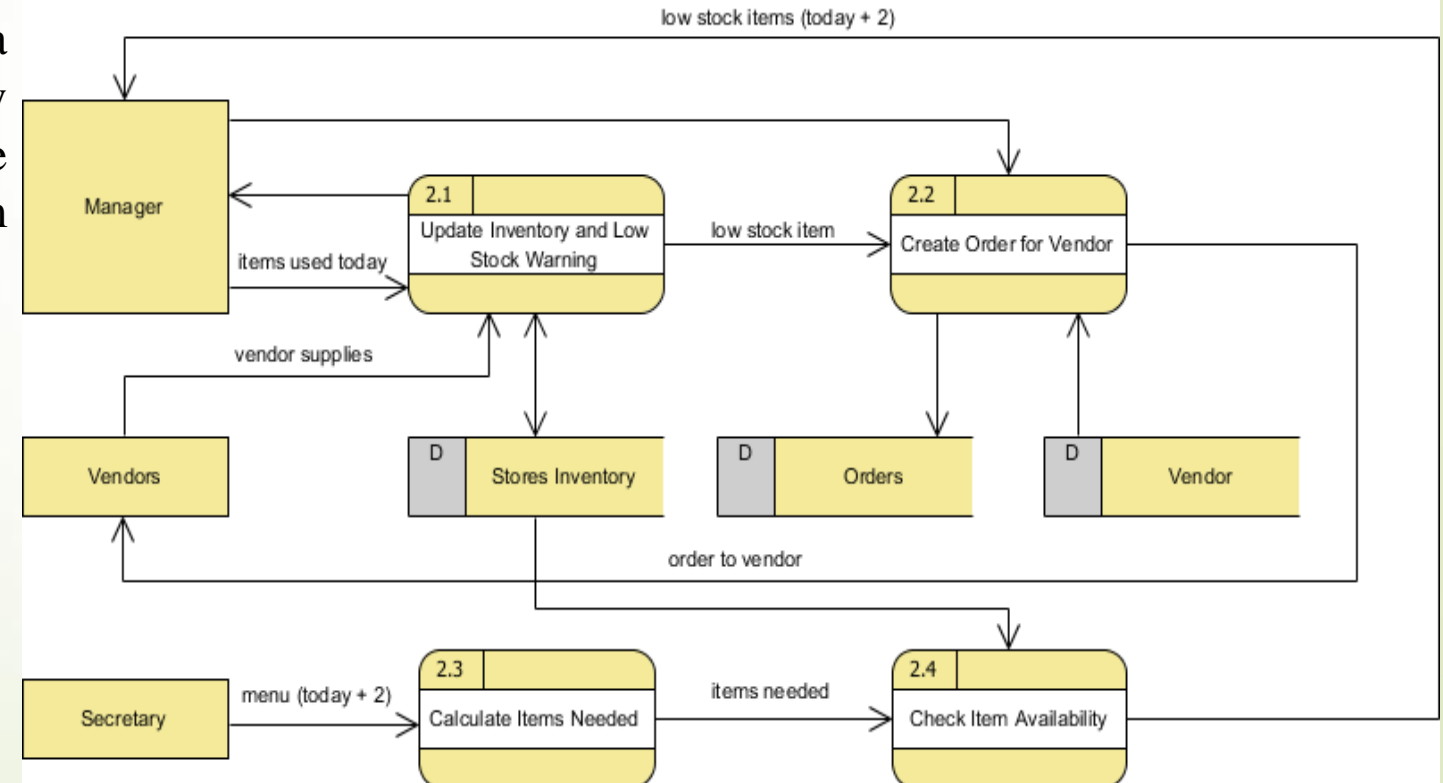 low stock items (today + 2)
Manager
2.1
Update Inventory and Low
Stock Warning
low stock item
2.2
Create Order for Vendor
items used today
vendor supplies
Vendors
D
Stores Inventory
D
Orders
D
Vendor
order to vendor
Secretary
menu (today + 2)
2.3
Calculate Items Needed
items needed
2.4
Check Item Availability